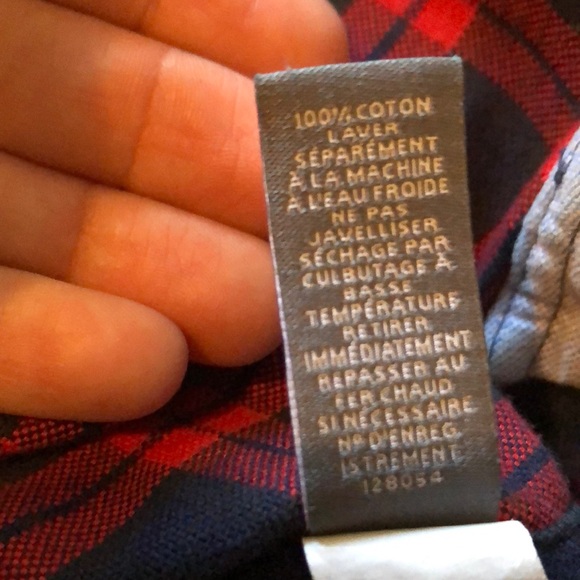 100% COTON
LAVER
SÉPARÉMENT
À LA MACHINE
À L'EAU FROIDE
NE PAS
JAVELLISER
SÉCHAGE PAR
CULBUTAGE À
BASSE
TEMPÉRATURE
RETIRER
IMMÉDIATEMENT
REPASSER AU
FER CHAUD
SI NÉCESSAIRE
Nº D'ENREG
ISTREMENT
128054